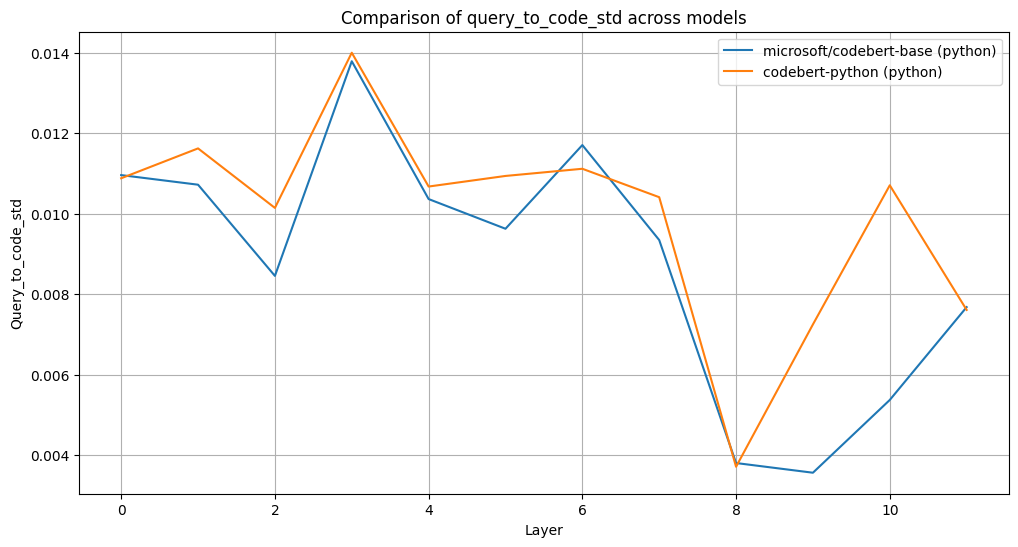 Comparison of query_to_code_std across models
microsoft/codebert-base (python)
codebert-python (python)
Query_to_code_std
0.014
0.012
0.010
0.008
0.006
0.004
0 2 4 6 8 10
Layer